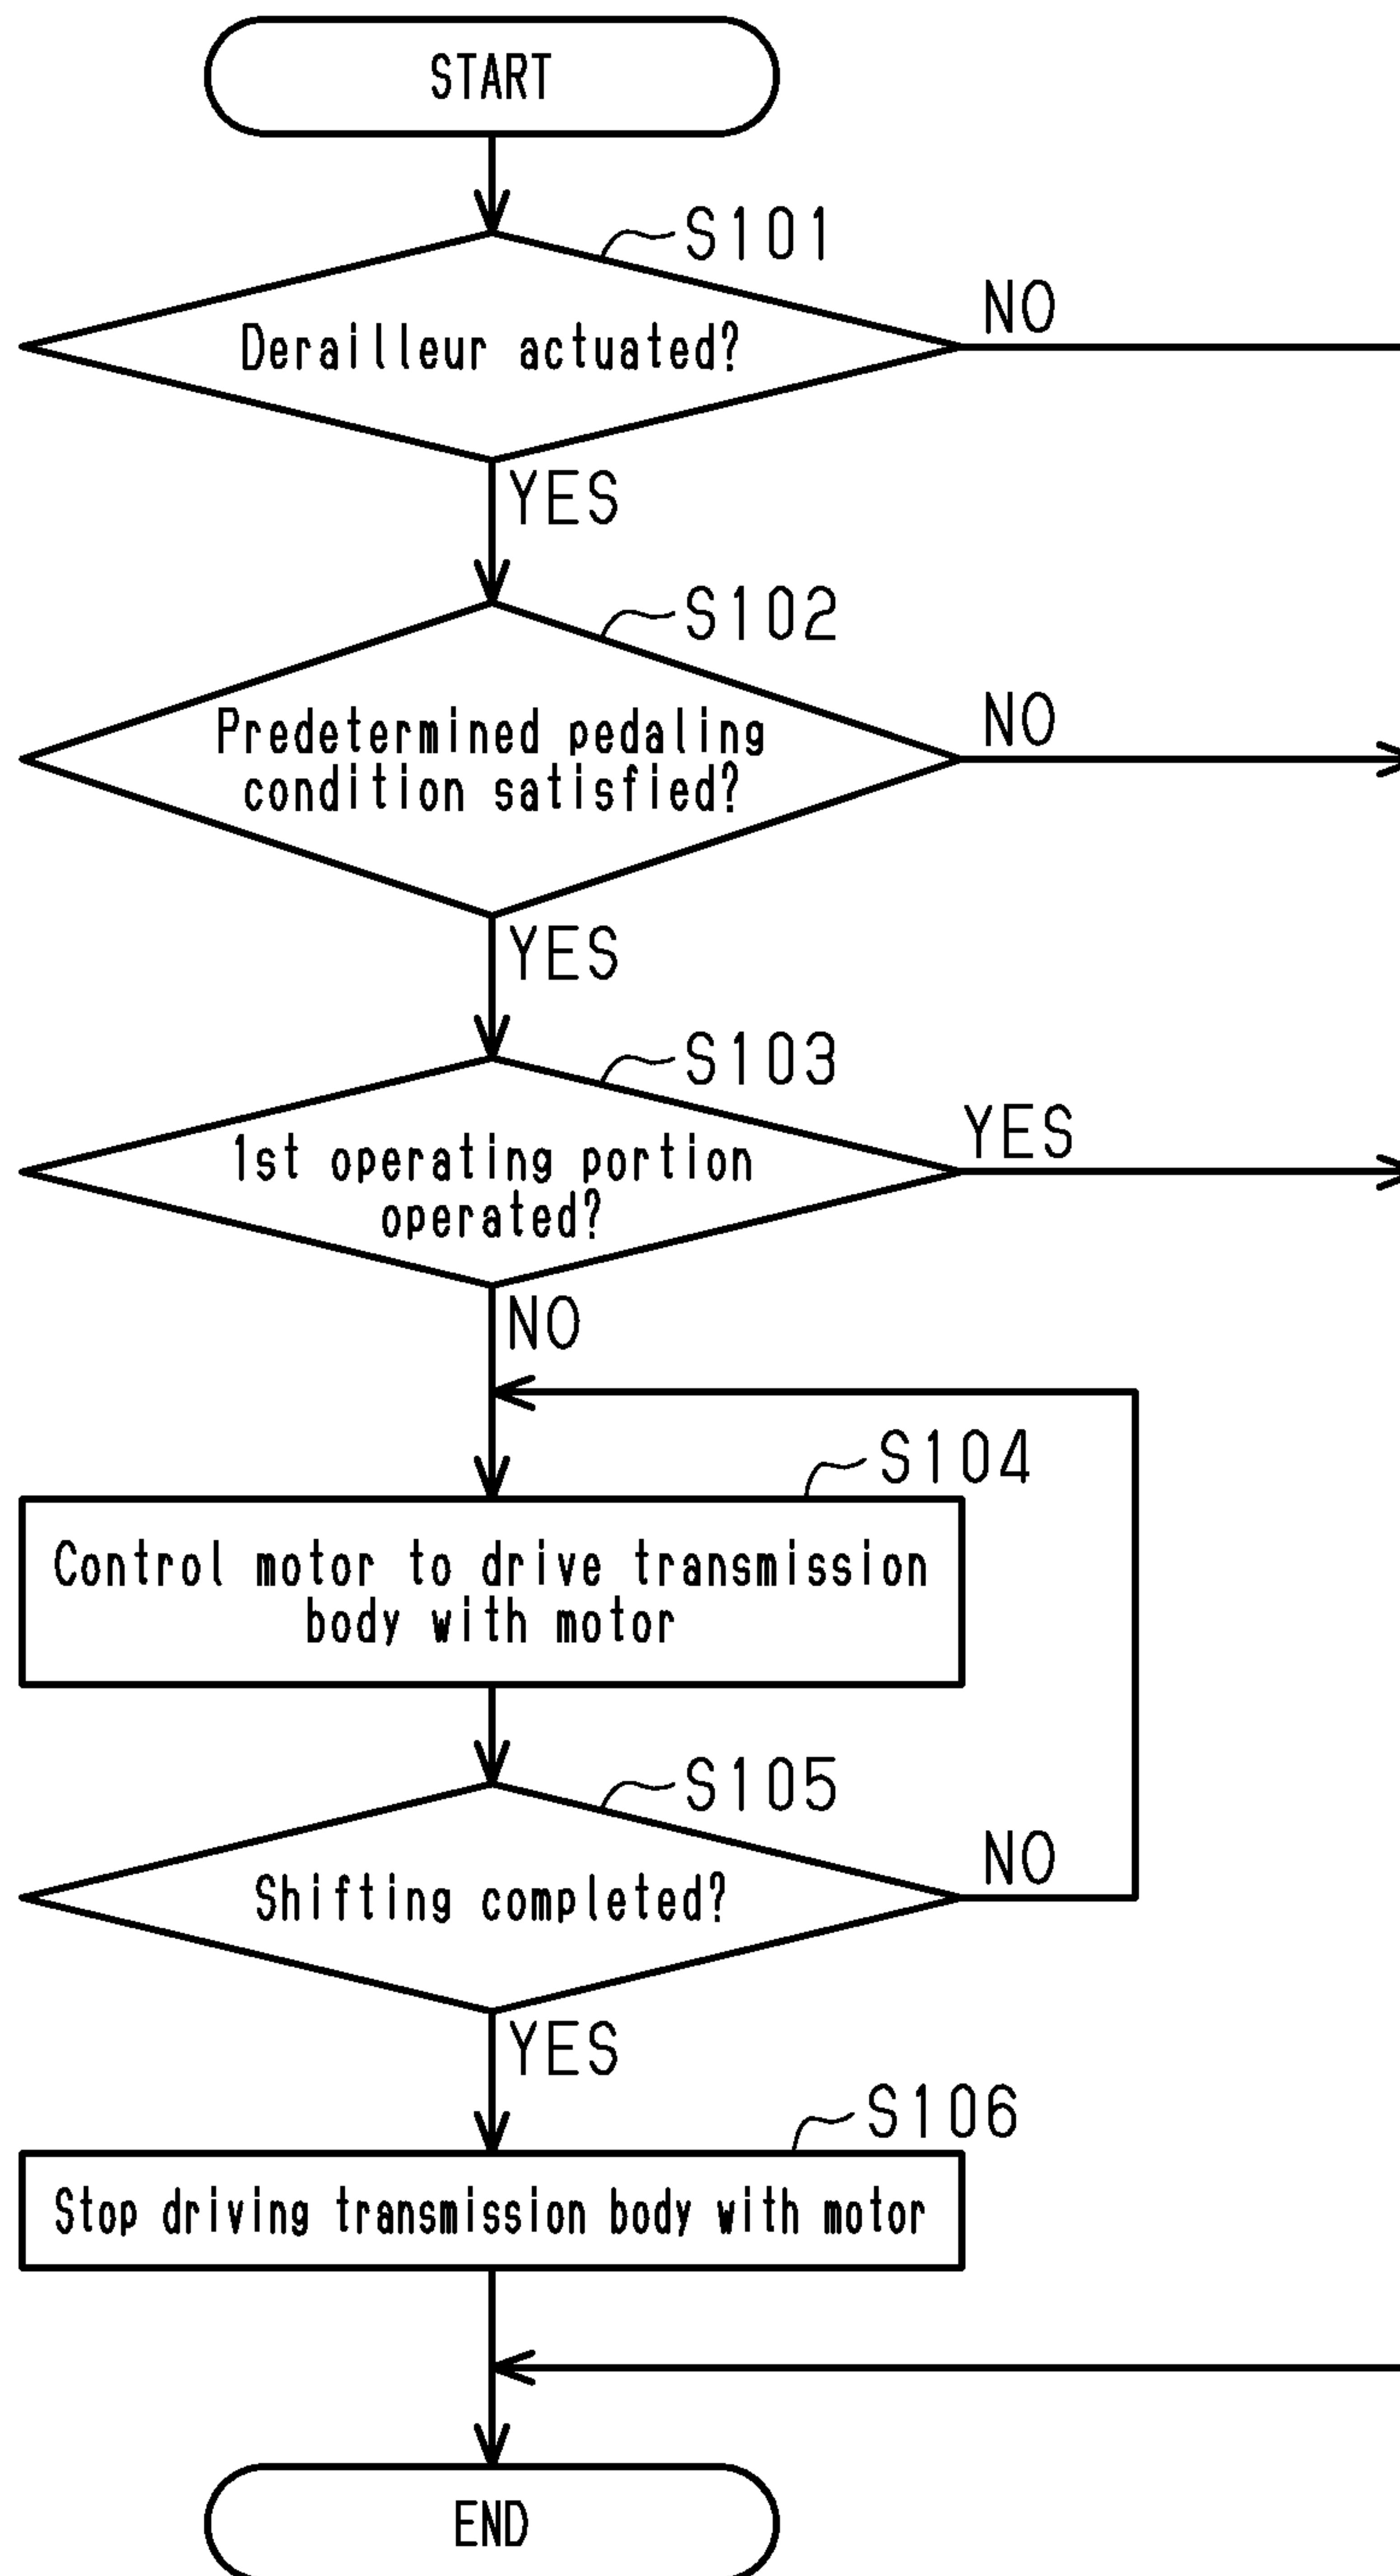 START
S101
Derailleur actuated?
NO
YES
S102
Predetermined pedaling
condition satisfied?
NO
YES
S103
1st operating portion
operated?
YES
NO
S104
Control motor to drive transmission
body with motor
S105
Shifting completed?
NO
YES
S106
Stop driving transmission body with motor
END